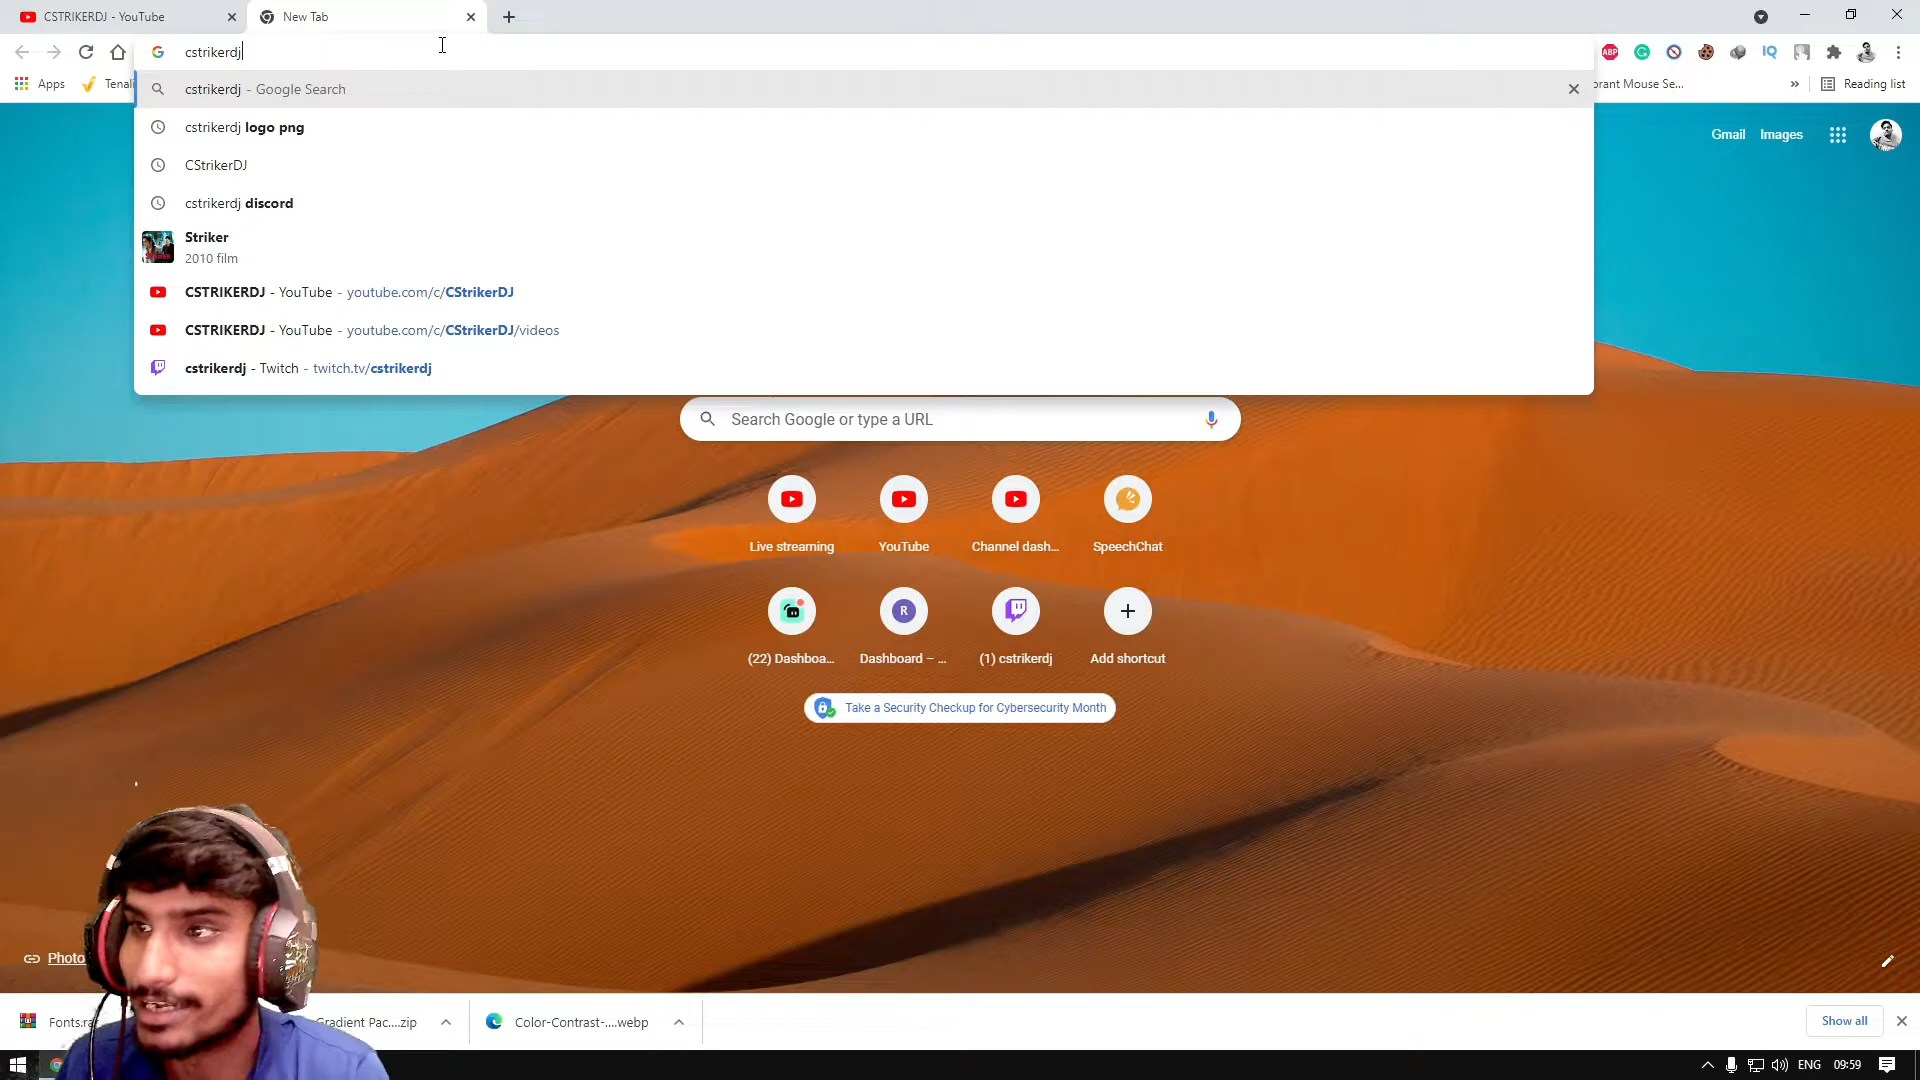 CSTRIKERDJ - YouTube
New Tab
cstrikerdj
ABP
IQ
Apps
Tenali
cstrikerdj - Google Search
orant Mouse Se...
Reading list
cstrikerdj logo png
Gmail
Images
CStrikerDJ
cstrikerdj discord
Striker
2010 film
CSTRIKERDJ - YouTube - youtube.com/c/CStrikerDJ
CSTRIKERDJ - YouTube - youtube.com/c/CStrikerDJ/videos
cstrikerdj - Twitch - twitch.tv/cstrikerdj
Search Google or type a URL
Live streaming
YouTube
Channel dash...
SpeechChat
R
(22) Dashboa...
Dashboard – ...
(1) cstrikerdj
Add shortcut
Take a Security Checkup for Cybersecurity Month
Photo
Fonts.ra
Gradient Pac....zip
Color-Contrast-....webp
Show all
ENG
09:59